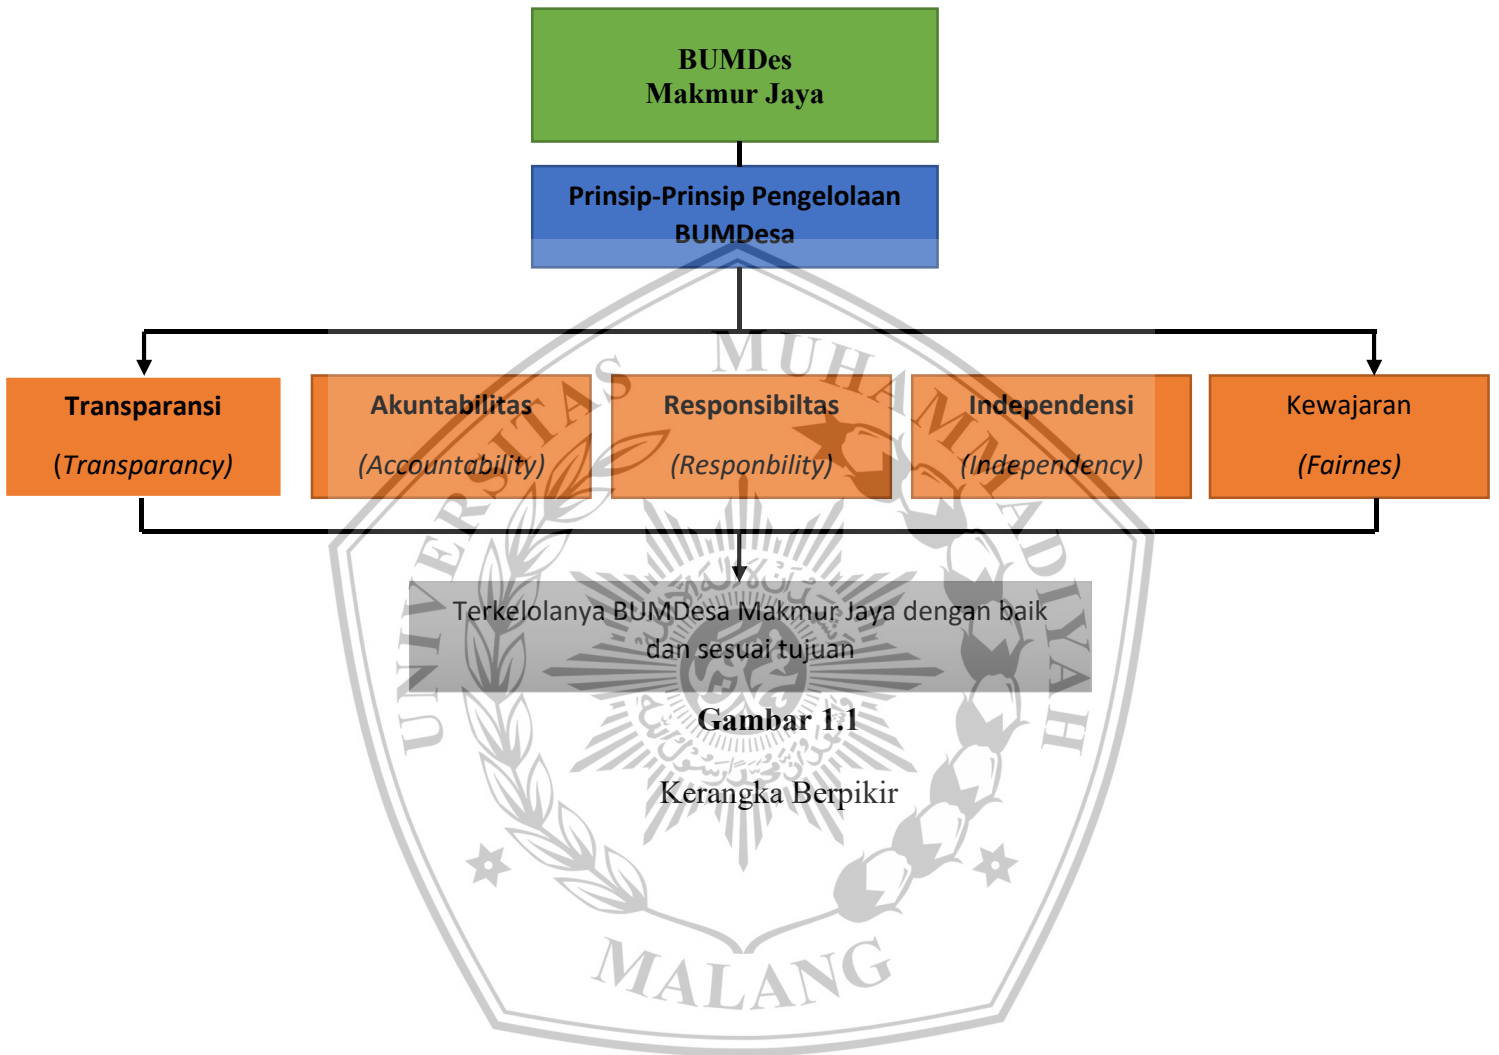 BUMDes
Makmur Jaya
Prinsip-Prinsip Pengelolaan
BUMDesa
Transparansi
(Transparancy)
Akuntabilitas
(Accountability)
Responsibiltas
(Responbility)
Independensi
(Independency)
Kewajaran
(Fairnes)
Terkelolanya BUMDesa Makmur Jaya dengan baik
dan sesuai tujuan
Gambar 1.1
Kerangka Berpikir
UNIVERSITAS MUHAMMADIYAH
MALANG